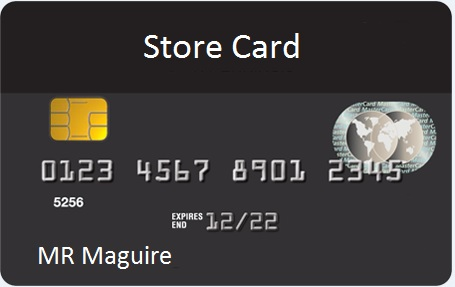 Store Card
0123 4567 8901 2345
5256
EXPIRES
END 12/22
MR Maguire